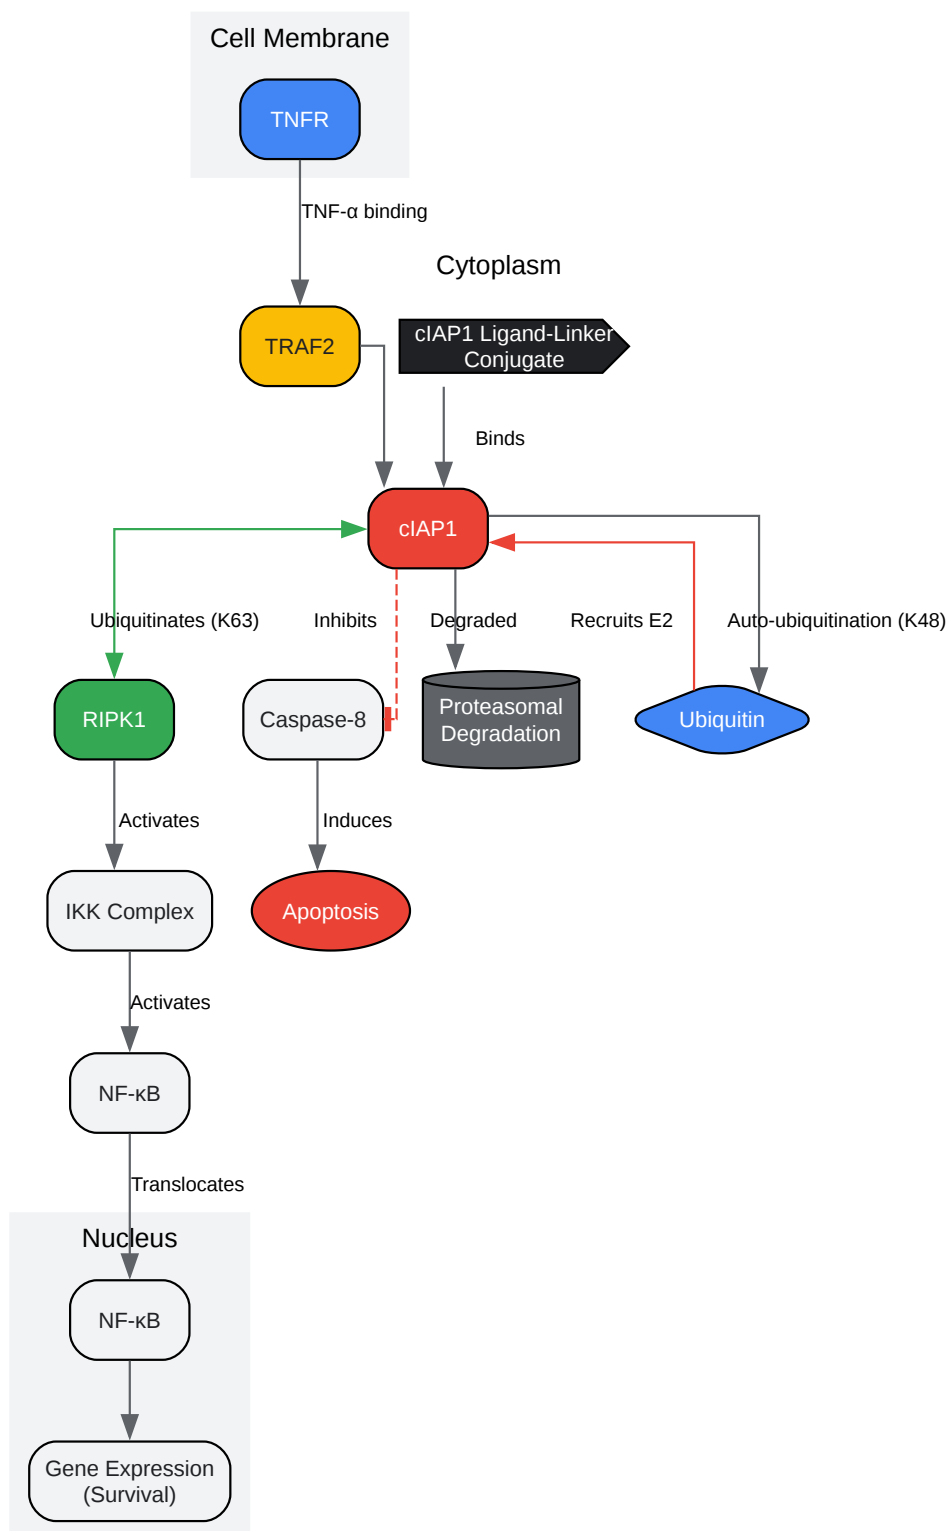 Cell Membrane
TNFR
TNF-α binding
Cytoplasm
TRAF2
cIAP1 Ligand-Linker
Conjugate
Binds
cIAP1
Ubiquitinates (K63)
Inhibits
Degraded
Recruits E2
Auto-ubiquitination (K48)
RIPK1
Caspase-8
Proteasomal
Degradation
Ubiquitin
Activates
Induces
IKK Complex
Apoptosis
Activates
NF-κB
Translocates
Nucleus
NF-κB
Gene Expression
(Survival)